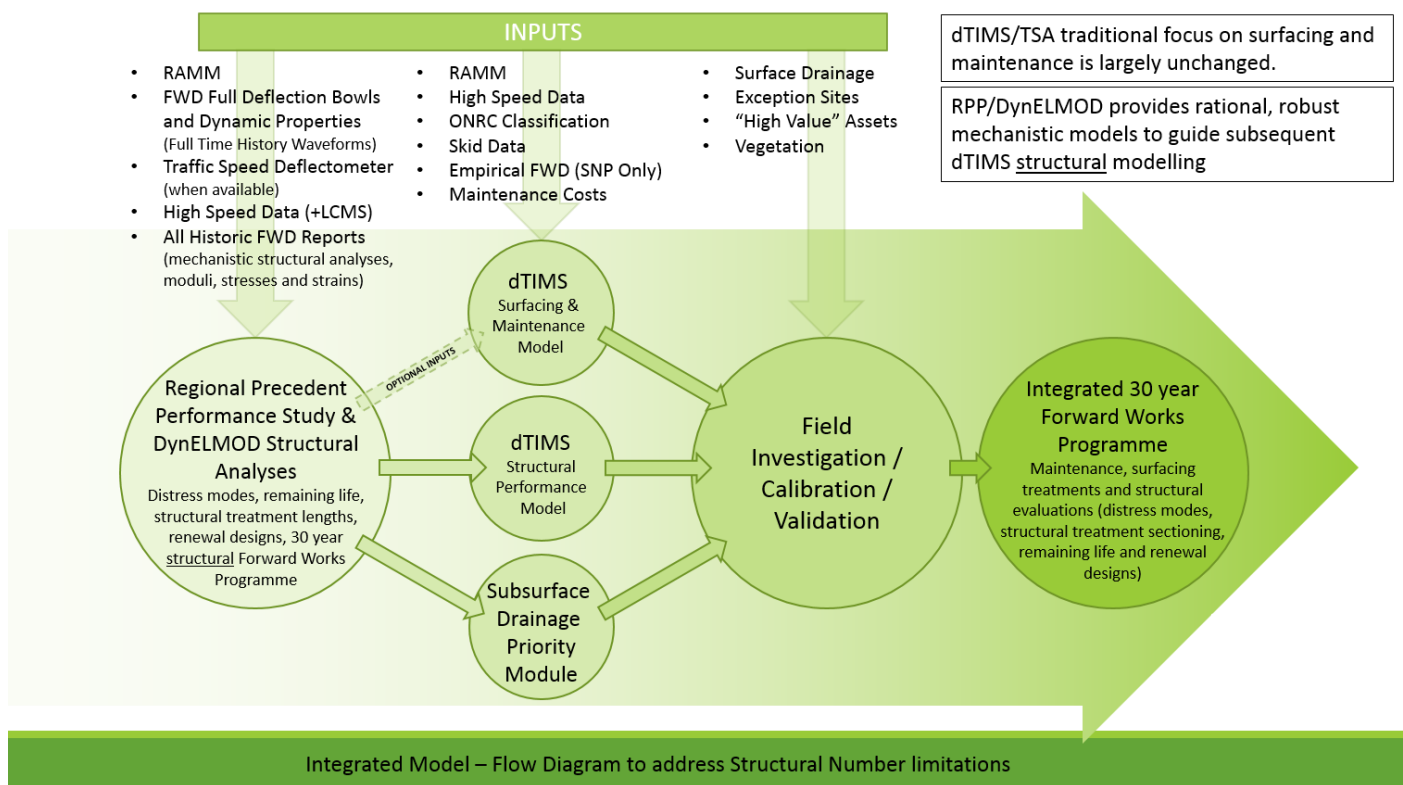 INPUTS
• RAMM
• FWD Full Deflection Bowls
and Dynamic Properties
(Full Time History Waveforms)
• Traffic Speed Deflectometer
(when available)
• High Speed Data (+LCMS)
• All Historic FWD Reports
(mechanistic structural analyses,
moduli, stresses and strains)
• RAMM
• High Speed Data
• ONRC Classification
• Skid Data
• Empirical FWD (SNP Only)
• Maintenance Costs
• Surface Drainage
• Exception Sites
• “High Value” Assets
• Vegetation
dTIMS/TSA traditional focus on surfacing and
maintenance is largely unchanged.
RPP/DynELMOD provides rational, robust
mechanistic models to guide subsequent
dTIMS structural modelling
Regional Precedent
Performance Study &
DynELMOD Structural
Analyses
Distress modes, remaining life,
structural treatment lengths,
renewal designs, 30 year
structural Forward Works
Programme
OPTIONAL INPUTS
dTIMS
Surfacing &
Maintenance
Model
dTIMS
Structural
Performance
Model
Subsurface
Drainage
Priority
Module
Field
Investigation /
Calibration /
Validation
Integrated 30 year
Forward Works
Programme
Maintenance, surfacing
treatments and structural
evaluations (distress modes,
structural treatment sectioning,
remaining life and renewal
designs)
Integrated Model – Flow Diagram to address Structural Number limitations